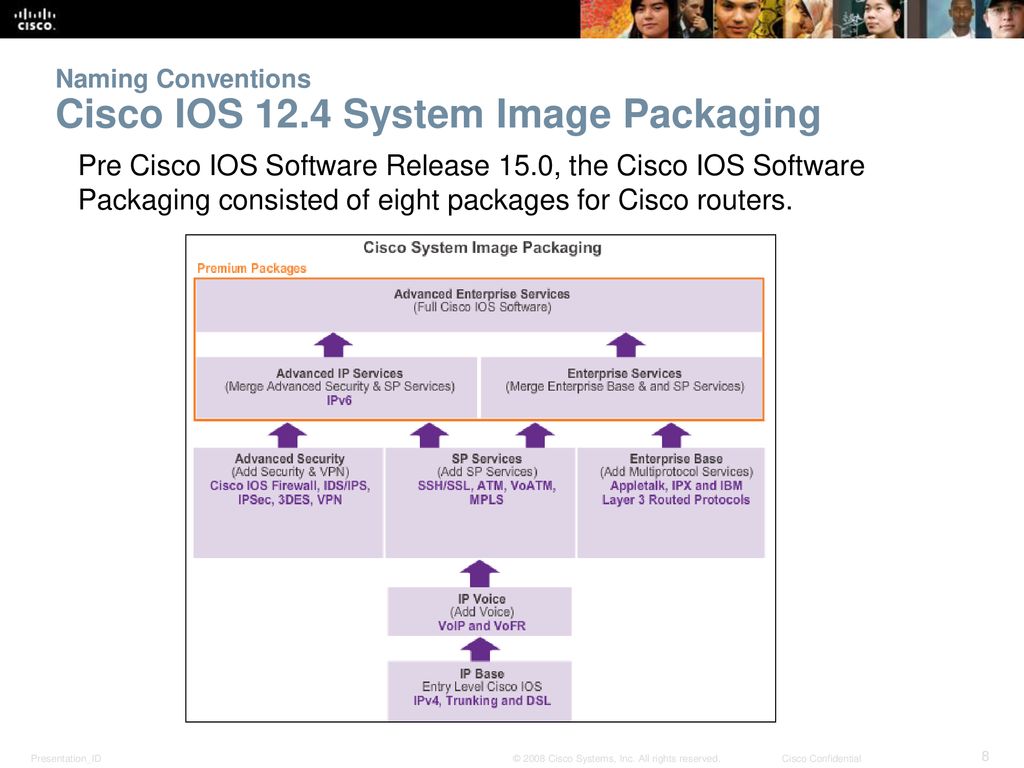 CISCO.
Naming Conventions
Cisco IOS 12.4 System Image Packaging
Pre Cisco IOS Software Release 15.0, the Cisco IOS Software
Packaging consisted of eight packages for Cisco routers.
Cisco System Image Packaging
Premium Packages
Advanced Enterprise Services
(Full Cisco IOS Software)
Advanced IP Services
(Merge Advanced Security & SP Services)
IPv6
Enterprise Services
(Merge Enterprise Base & and SP Services)
Advanced Security
(Add Security & VPN)
Cisco IOS Firewall, IDS/IPS,
IPSec, 3DES, VPN
SP Services
(Add SP Services)
SSH/SSL, ATM, VoATM,
MPLS
Enterprise Base
(Add Multiprotocol Services)
Appletalk, IPX and IBM
Layer 3 Routed Protocols
IP Voice
(Add Voice)
VoIP and VoFR
IP Base
Entry Level Cisco IOS
IPv4, Trunking and DSL
Presentation_ID
© 2008 Cisco Systems, Inc. All rights reserved.
Cisco Confidential
8